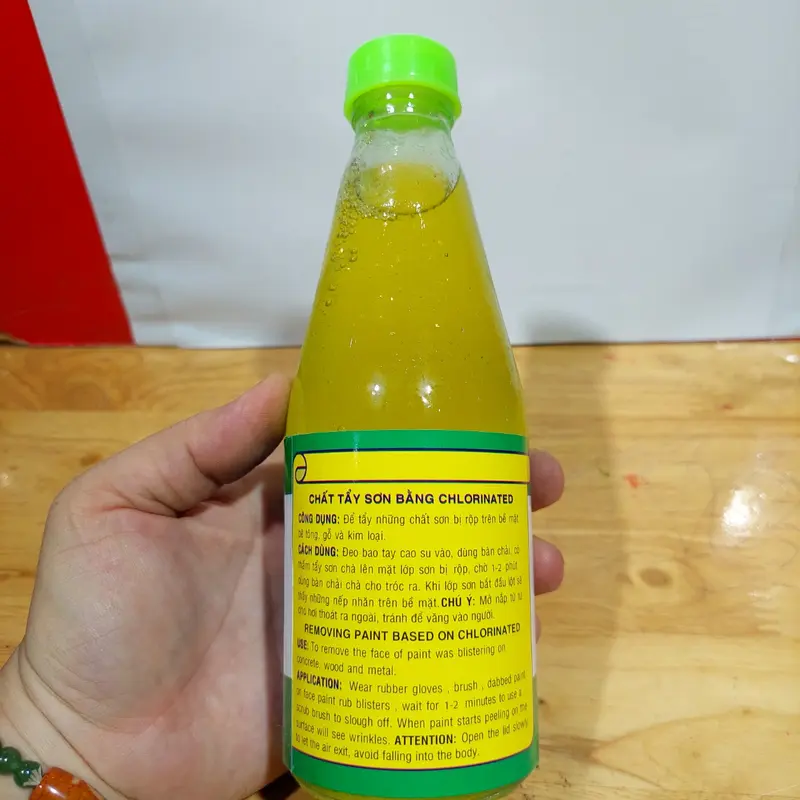 CHẤT TẨY SƠN BẰNG CHLORINATED
CÔNG DỤNG: Để tẩy những chất sơn bị rộp trên bề mặt
bê tông, gỗ và kim loại.
CÁCH DÙNG: Đeo bao tay cao su vào, dùng bàn chải, có
thấm tẩy sơn chà lên mặt lớp sơn bị rộp, chờ 1-2 phút
dùng bàn chải chà cho tróc ra. Khi lớp sơn bắt đầu lột sẽ
thấy những nếp nhăn trên bề mặt.CHÚ Ý: Mở nắp từ từ
cho hơi thoát ra ngoài, tránh để văng vào người.
REMOVING PAINT BASED ON CHLORINATED
USE: To remove the face of paint was blistering on
concrete, wood and metal.
APPLICATION: Wear rubber gloves , brush , dabbed paint
on face paint rub blisters , wait for 1-2 minutes to use a
scrub brush to slough off. When paint starts peeling on the
surface will see wrinkles. ATTENTION: Open the lid slowly
to let the air exit, avoid falling into the body.